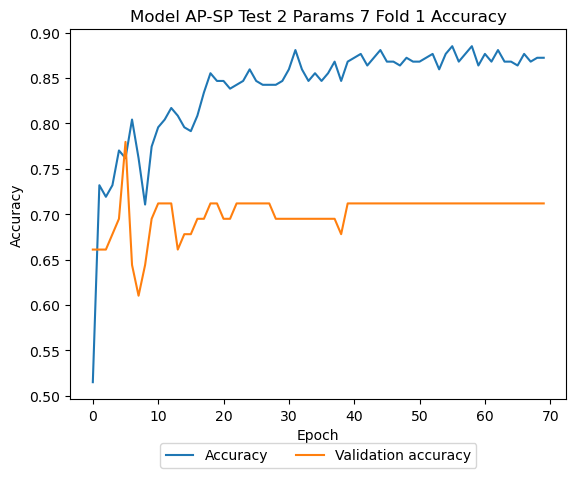 Model AP-SP Test 2 Params 7 Fold 1 Accuracy
0.90
0.85
0.80
0.75
0.70
0.65
0.60
0.55
0.50
Accuracy
0 10 20 30 40 50 60 70
Epoch
Accuracy Validation accuracy